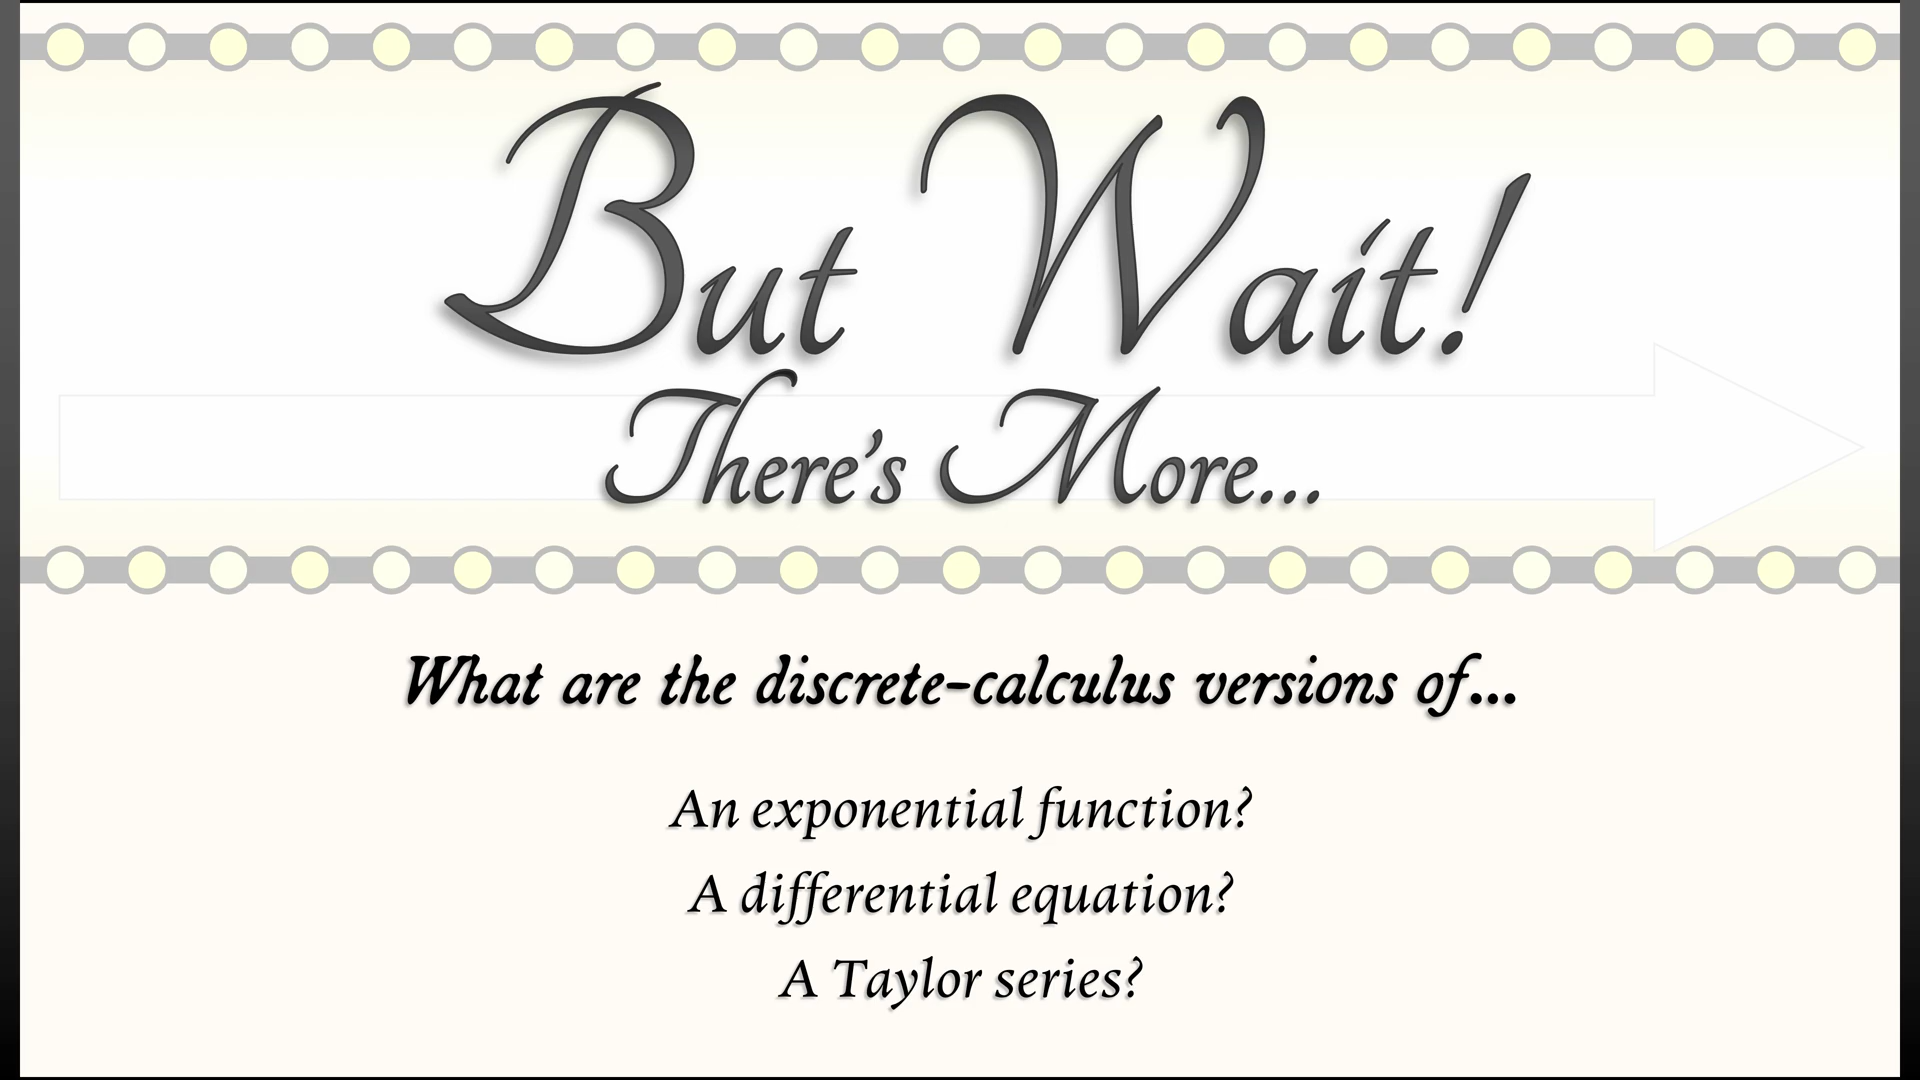 But Wait!
There's More...
What are the discrete-calculus versions of...
An exponential function?
A differential equation?
A Taylor series?